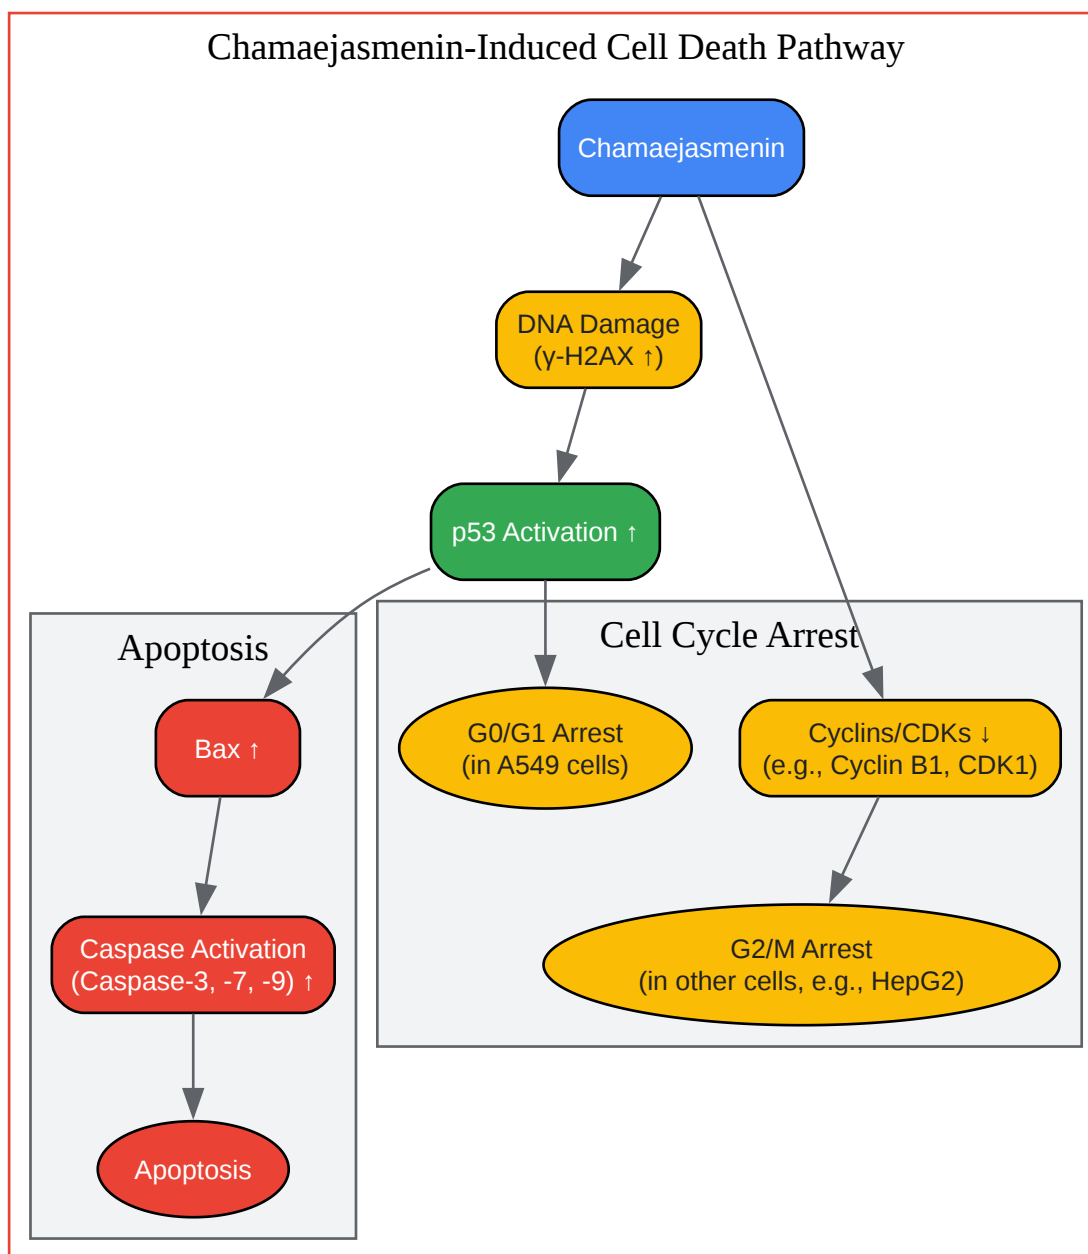 Chamaejasmenin-Induced Cell Death Pathway
Chamaejasmenin
DNA Damage
(γ-H2AX ↑)
p53 Activation ↑
Apoptosis
Bax ↑
Caspase Activation
(Caspase-3, -7, -9) ↑
Apoptosis
Cell Cycle Arrest
G0/G1 Arrest
(in A549 cells)
Cyclins/CDKs ↓
(e.g., Cyclin B1, CDK1)
G2/M Arrest
(in other cells, e.g., HepG2)